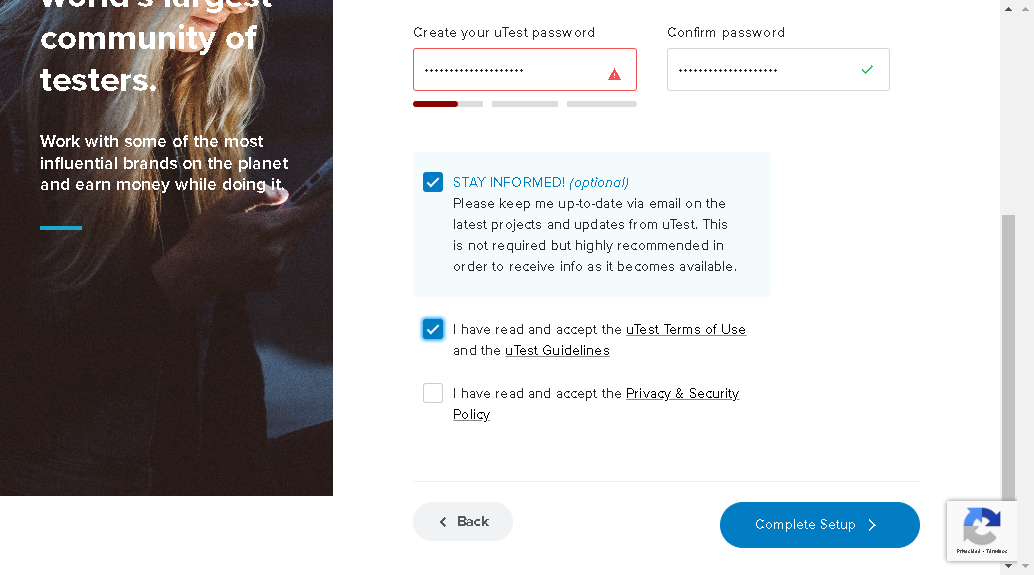 world's largest
community of
testers.
Work with some of the most
influential brands on the planet
and earn money while doing it.
Create your uTest password
Confirm password
STAY INFORMED! (optional)
Please keep me up-to-date via email on the
latest projects and updates from uTest. This
is not required but highly recommended in
order to receive info as it becomes available.
I have read and accept the uTest Terms of Use
and the uTest Guidelines
I have read and accept the Privacy & Security
Policy
Back
Complete Setup